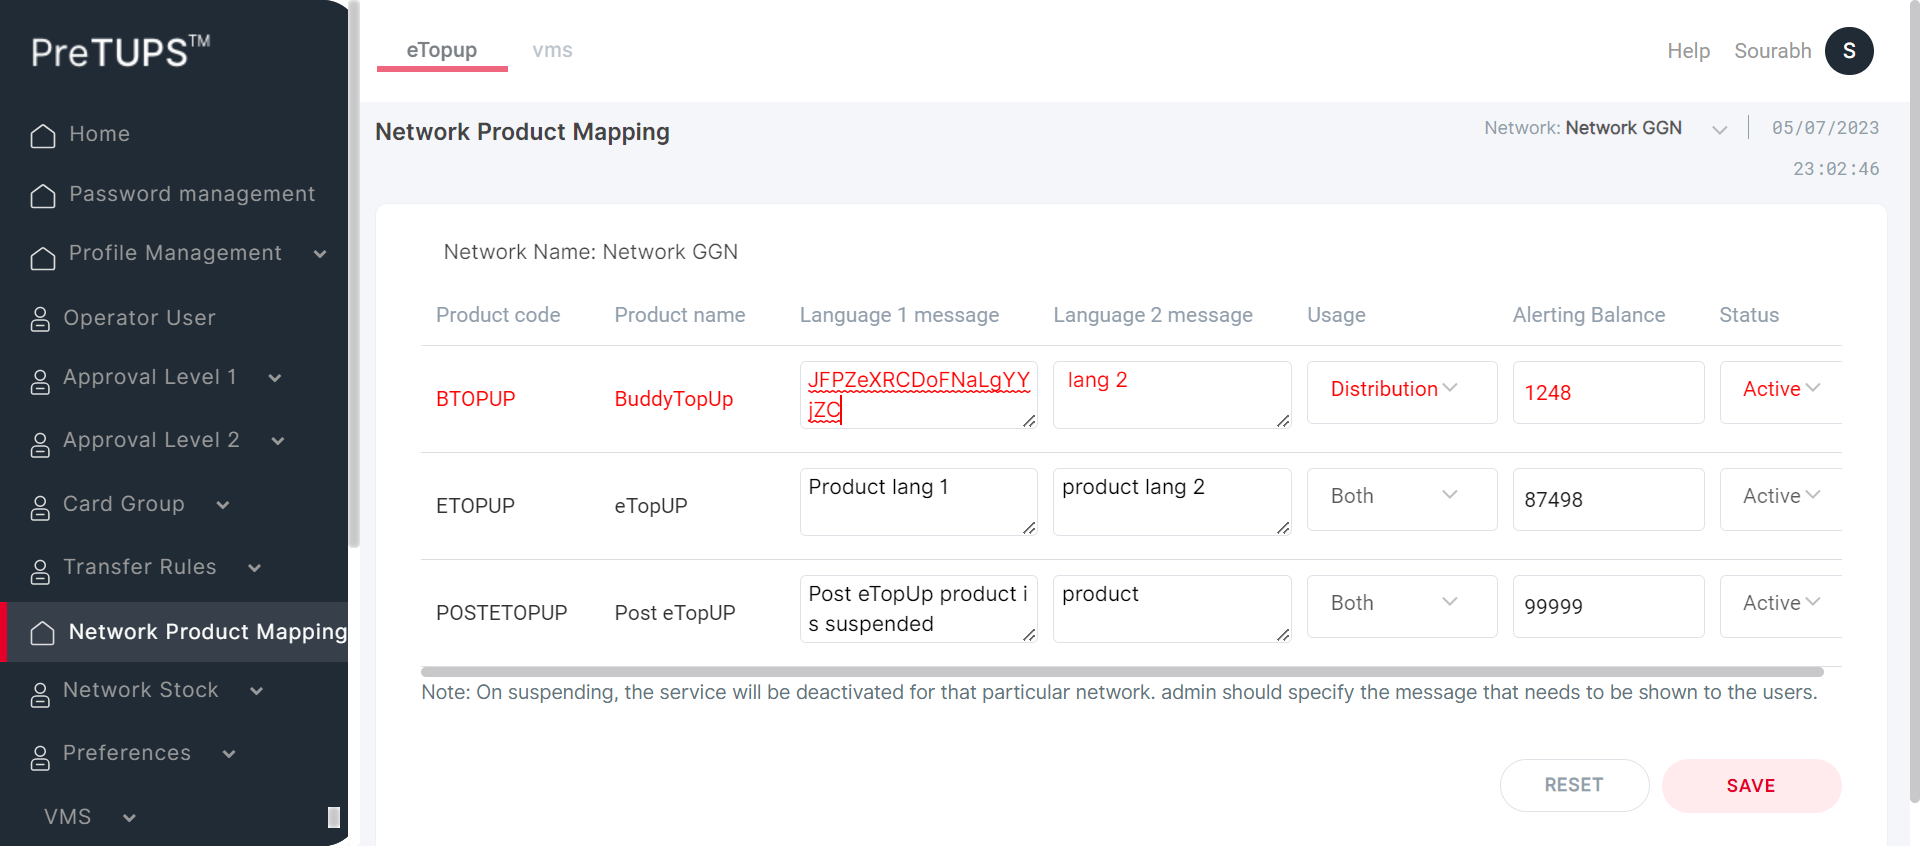 PreTUPS™
Home
Password management
Profile Management
Operator User
Approval Level 1
Approval Level 2
Card Group
Transfer Rules
Network Product Mapping
Network Stock
Preferences
VMS
eTopup vms
Help Sourabh S
Network Product Mapping
Network: Network GGN 05/07/2023
23:02:46
Network Name: Network GGN
Product code Product name Language 1 message Language 2 message Usage Alerting Balance Status
BTOPUP BuddyTopUp JFPZeXRCDoFNaLgYY lang 2 Distribution 1248 Active
jZC
ETOPUP eTopUP Product lang 1 product lang 2 Both 87498 Active
POSTETOPUP Post eTopUP Post eTopUp product i product Both 99999 Active
s suspended
Note: On suspending, the service will be deactivated for that particular network. admin should specify the message that needs to be shown to the users.
RESET SAVE